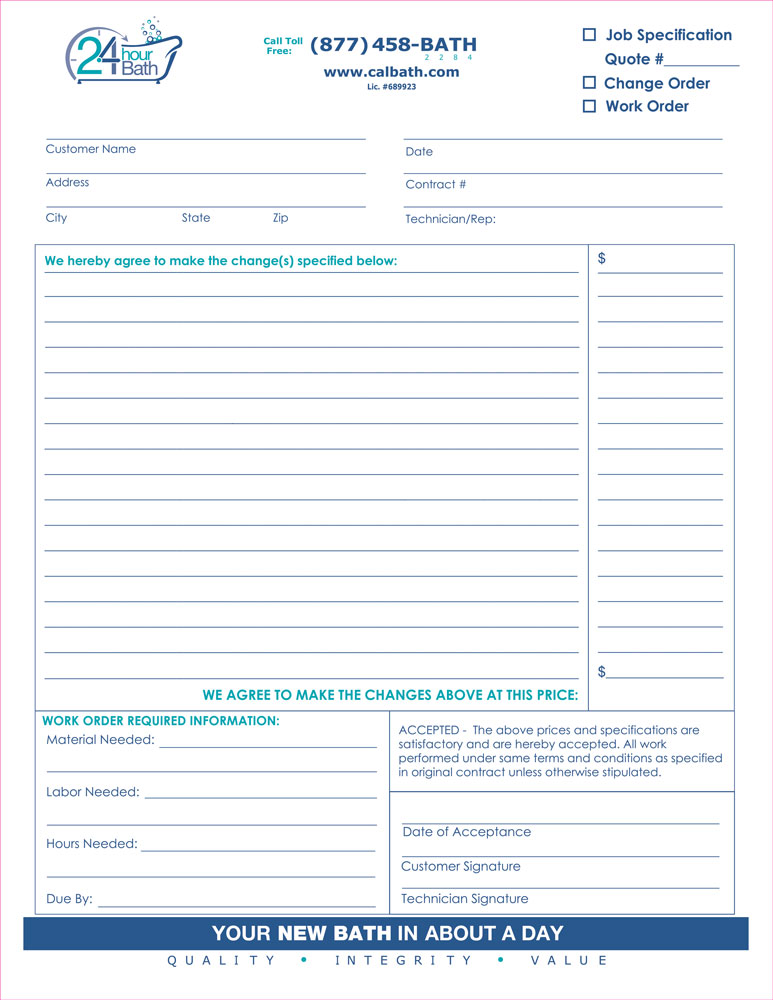 24 hour Bath
Call Toll Free: (877) 458-BATH
2 2 8 4
www.calbath.com
Lic. #689923
Job Specification
Quote #__________
Change Order
Work Order
Customer Name
Date
Address
Contract #
City State Zip
Technician/Rep:
We hereby agree to make the change(s) specified below:
$
$
WE AGREE TO MAKE THE CHANGES ABOVE AT THIS PRICE:
WORK ORDER REQUIRED INFORMATION:
Material Needed:
Labor Needed:
Hours Needed:
Due By:
ACCEPTED - The above prices and specifications are
satisfactory and are hereby accepted. All work
performed under same terms and conditions as specified
in original contract unless otherwise stipulated.
Date of Acceptance
Customer Signature
Technician Signature
YOUR NEW BATH IN ABOUT A DAY
QUALITY • INTEGRITY • VALUE